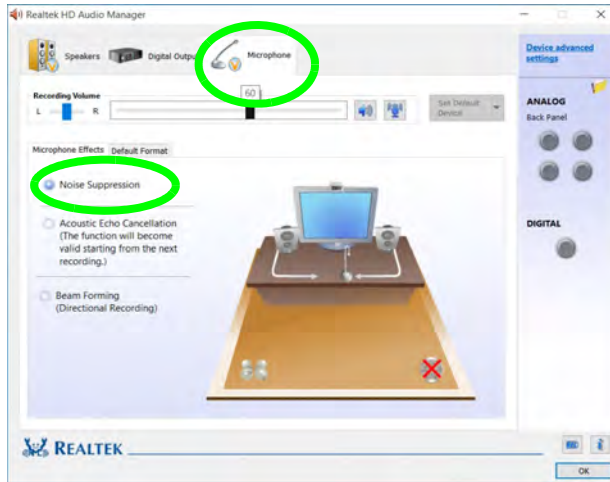 Realtek HD Audio Manager
Speakers
Digital Output
Microphone
Device advanced
settings
Recording Volume
60
L
R
Set Default
Device
ANALOG
Back Panel
Microphone Effects
Default Format
Noise Suppression
Acoustic Echo Cancellation
(The function will become
valid starting from the next
recording.)
DIGITAL
Beam Forming
(Directional Recording)
REALTEK
OK